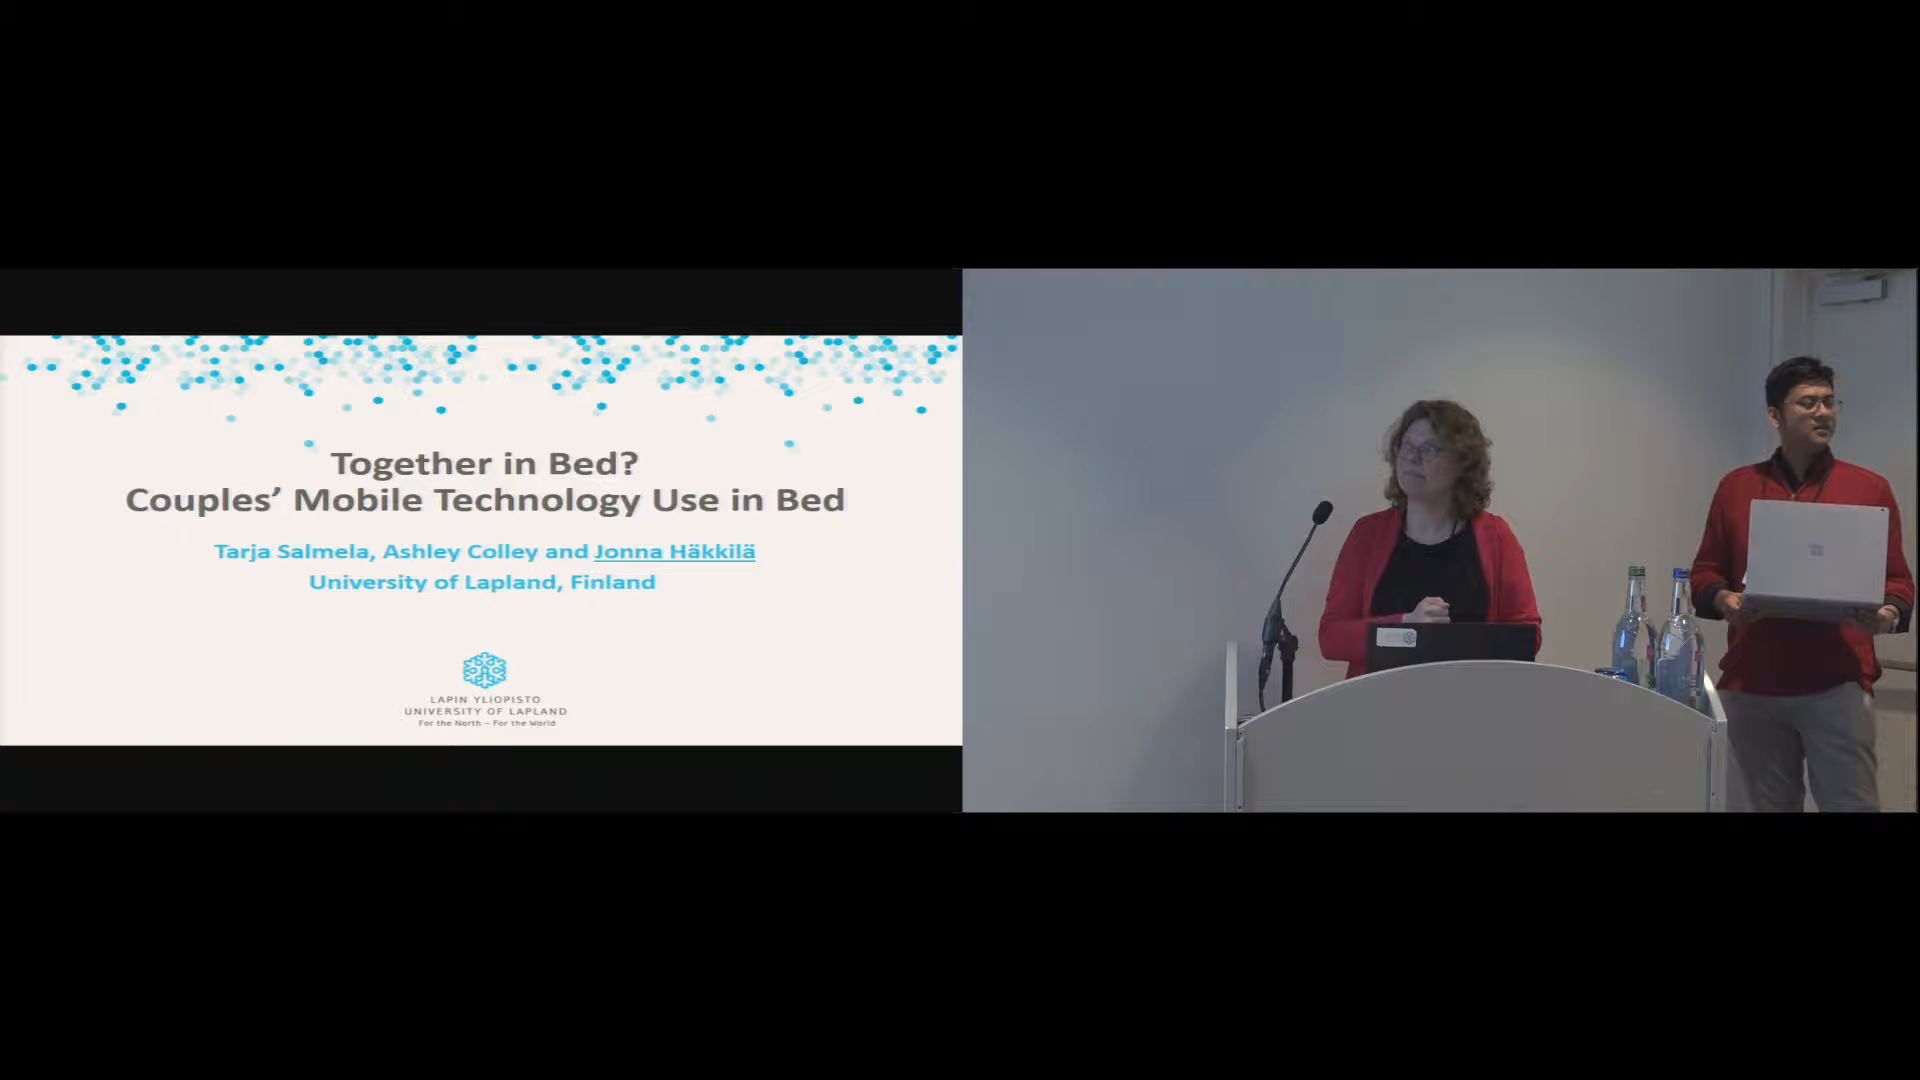 Together in Bed?
Couples’ Mobile Technology Use in Bed
Tarja Salmela, Ashley Colley and Jonna Häkkilä
University of Lapland, Finland
LAPIN YLIOPISTO
UNIVERSITY OF LAPLAND
For the North – For the World